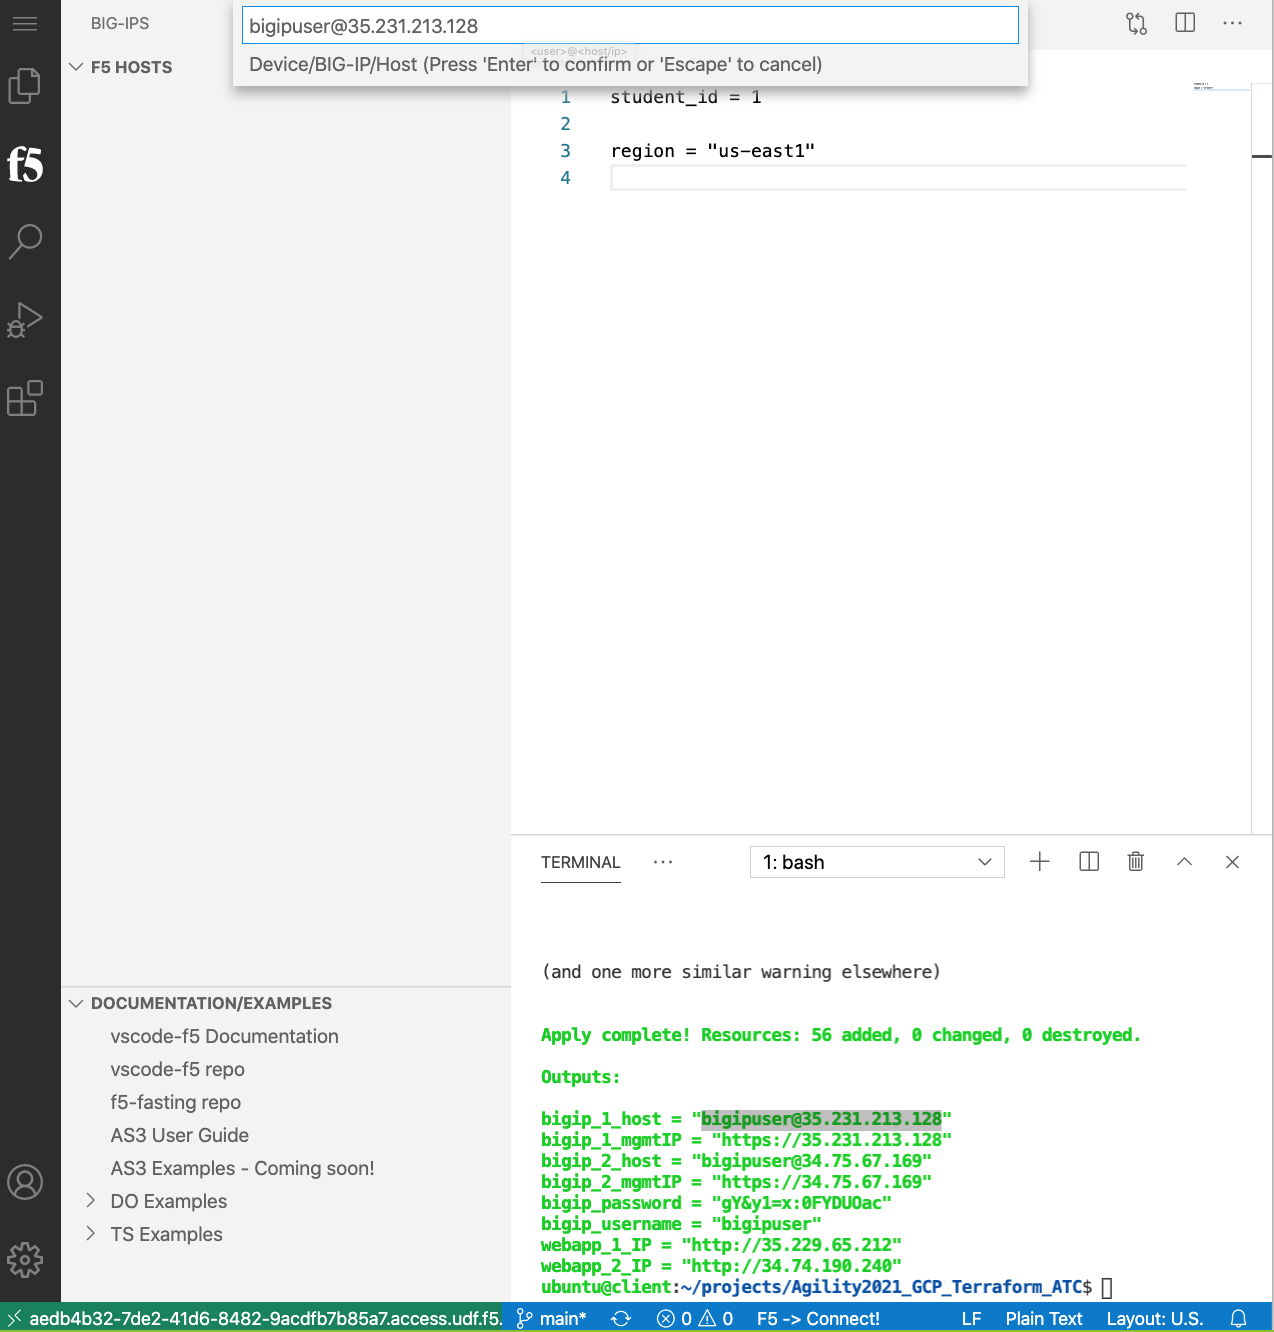 BIG-IPS
bigipuser@35.231.213.128
<user>@<host/ip>
Device/BIG-IP/Host (Press 'Enter' to confirm or 'Escape' to cancel)
F5 HOSTS
f5
1 student_id = 1
2
3 region = "us-east1"
4
TERMINAL
1: bash
(and one more similar warning elsewhere)
Apply complete! Resources: 56 added, 0 changed, 0 destroyed.
Outputs:
bigip_1_host = "bigipuser@35.231.213.128"
bigip_1_mgmtIP = "https://35.231.213.128"
bigip_2_host = "bigipuser@34.75.67.169"
bigip_2_mgmtIP = "https://34.75.67.169"
bigip_password = "gY&y1=x:0FYDUOac"
bigip_username = "bigipuser"
webapp_1_IP = "http://35.229.65.212"
webapp_2_IP = "http://34.74.190.240"
ubuntu@client:~/projects/Agility2021_GCP_Terraform_ATC$
DOCUMENTATION/EXAMPLES
vscode-f5 Documentation
vscode-f5 repo
f5-fasting repo
AS3 User Guide
AS3 Examples - Coming soon!
DO Examples
TS Examples
aedb4b32-7de2-41d6-8482-9acdfb7b85a7.access.udf.f5. main* 0 0 F5 -> Connect! LF Plain Text Layout: U.S.